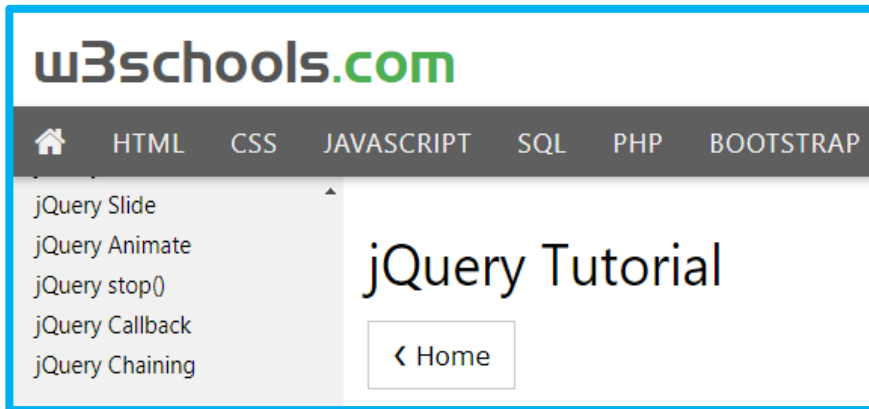 w3schools.com
HTML CSS JAVASCRIPT SQL PHP BOOTSTRAP
jQuery Slide
jQuery Animate
jQuery stop()
jQuery Callback
jQuery Chaining
jQuery Tutorial
❮ Home